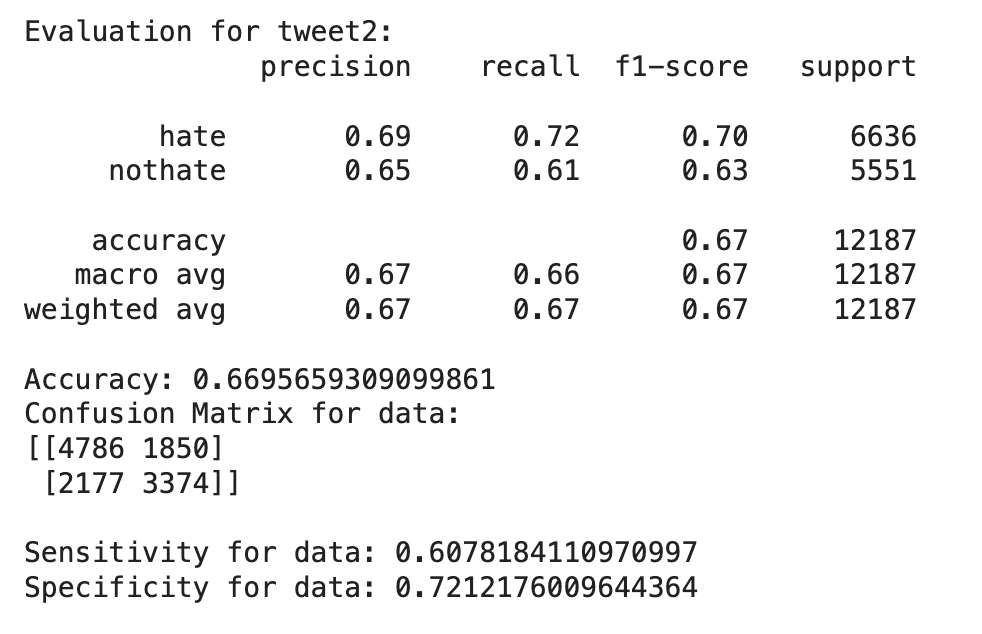 Evaluation for tweet2:
precision recall f1-score support
hate 0.69 0.72 0.70 6636
nothate 0.65 0.61 0.63 5551
accuracy 0.67 12187
macro avg 0.67 0.66 0.67 12187
weighted avg 0.67 0.67 0.67 12187
Accuracy: 0.6695659309099861
Confusion Matrix for data:
[[4786 1850]
[2177 3374]]
Sensitivity for data: 0.6078184110970997
Specificity for data: 0.7212176009644364